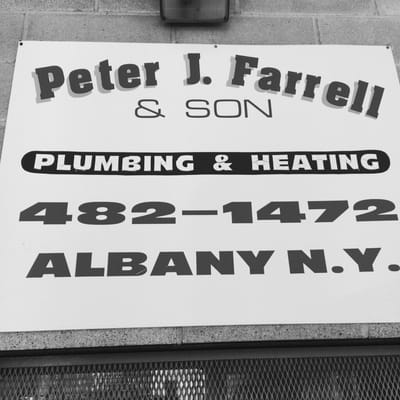 Peter J. Farrell
& SON
PLUMBING & HEATING
482-1472
ALBANY N.Y.